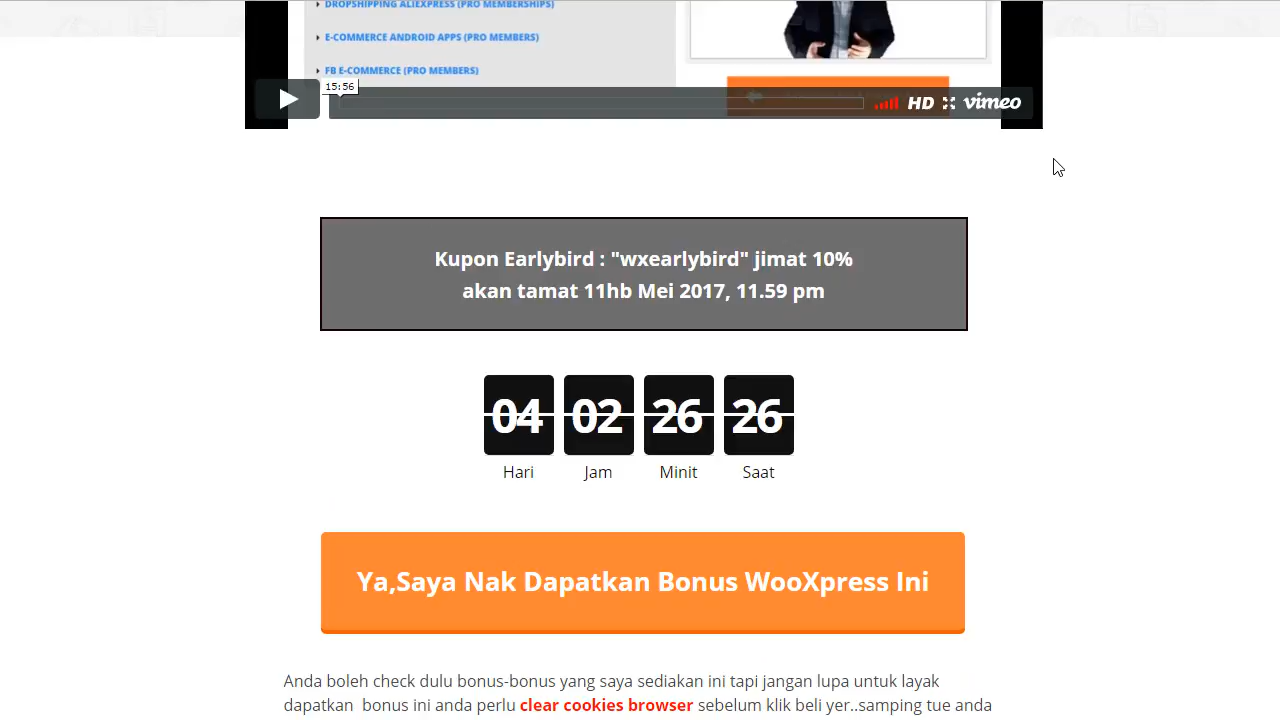 DROPSHIPPING ALIEXPRESS (PRO MEMBERSHIPS)
E-COMMERCE ANDROID APPS (PRO MEMBERS)
FB E-COMMERCE (PRO MEMBERS)
15:56
HD vimeo
Kupon Earlybird : "wxearlybird" jimat 10%
akan tamat 11hb Mei 2017, 11.59 pm
04 02 26 26
Hari Jam Minit Saat
Ya,Saya Nak Dapatkan Bonus WooXpress Ini
Anda boleh check dulu bonus-bonus yang saya sediakan ini tapi jangan lupa untuk layak
dapatkan bonus ini anda perlu clear cookies browser sebelum klik beli yer..samping tue anda